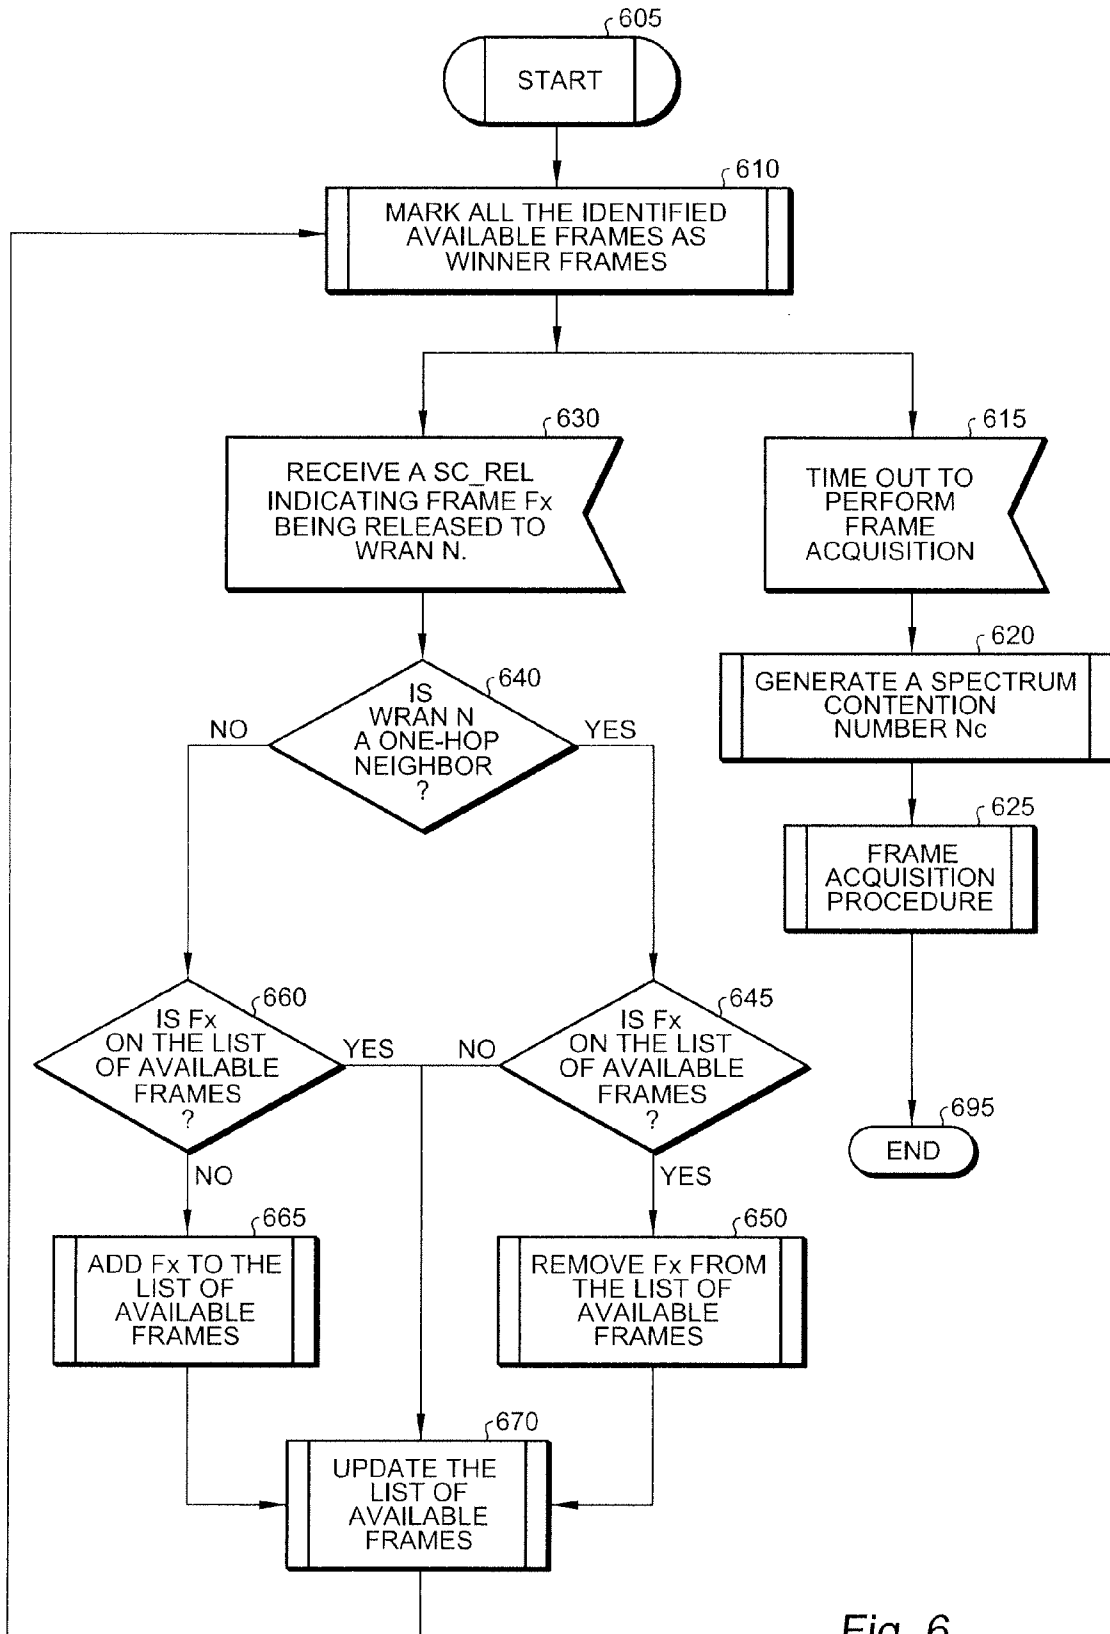 605
START
610
MARK ALL THE IDENTIFIED
AVAILABLE FRAMES AS
WINNER FRAMES
630
RECEIVE A SC_REL
INDICATING FRAME Fx
BEING RELEASED TO
WRAN N.
615
TIME OUT TO
PERFORM
FRAME
ACQUISITION
620
GENERATE A SPECTRUM
CONTENTION
NUMBER Nc
640
IS
WRAN N
A ONE-HOP
NEIGHBOR
?
NO
YES
625
FRAME
ACQUISITION
PROCEDURE
660
IS Fx
ON THE LIST
OF AVAILABLE
FRAMES
?
YES
NO
645
IS Fx
ON THE LIST
OF AVAILABLE
FRAMES
?
NO
YES
695
END
665
ADD Fx TO THE
LIST OF
AVAILABLE
FRAMES
650
REMOVE Fx FROM
THE LIST OF
AVAILABLE
FRAMES
670
UPDATE THE
LIST OF
AVAILABLE
FRAMES
Fig. 6